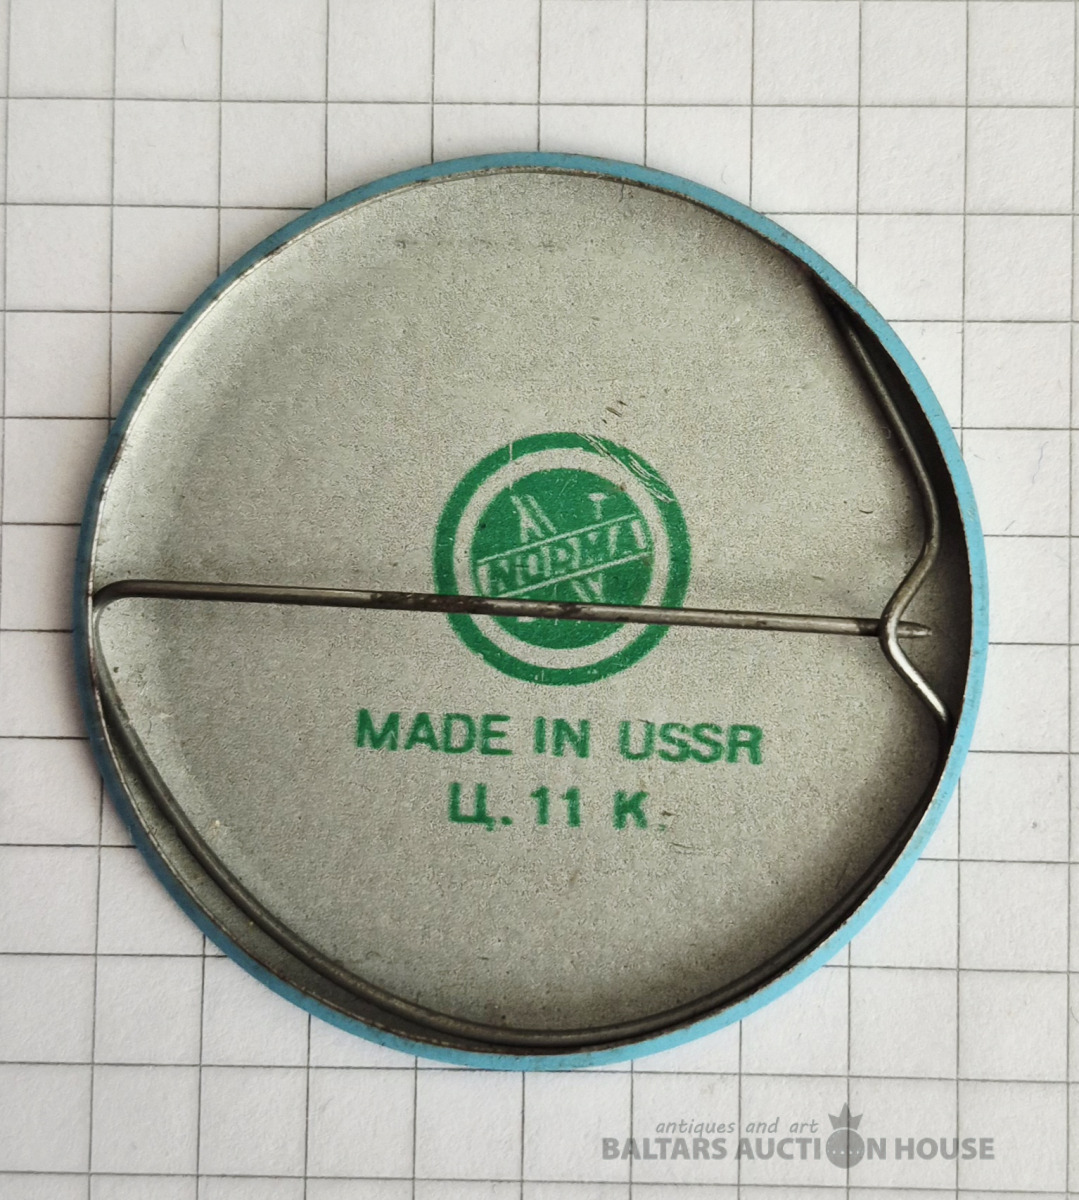 NORMA
MADE IN USSR
Ц. 11 К.
antiques and art
BALTARS AUCTION HOUSE